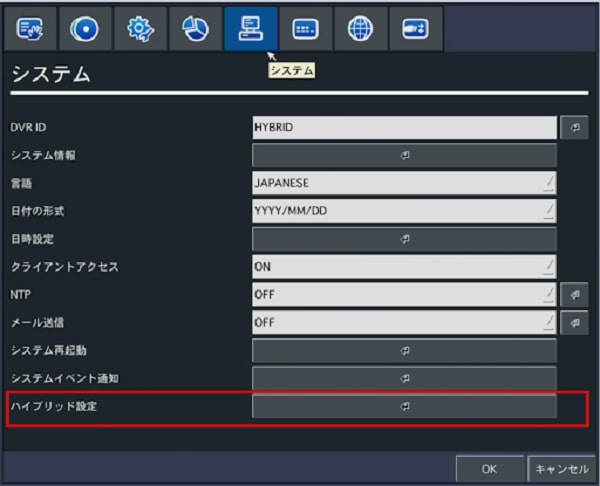 システム
システム
DVR ID
HYBRID
システム情報
言語
JAPANESE
日付の形式
YYYY/MM/DD
日時設定
クライアントアクセス
ON
NTP
OFF
メール送信
OFF
システム再起動
システムイベント通知
ハイブリッド設定
OK
キャンセル